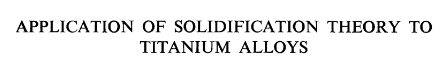 APPLICATION OF SOLIDIFICATION THEORY TO
TITANIUM ALLOYS